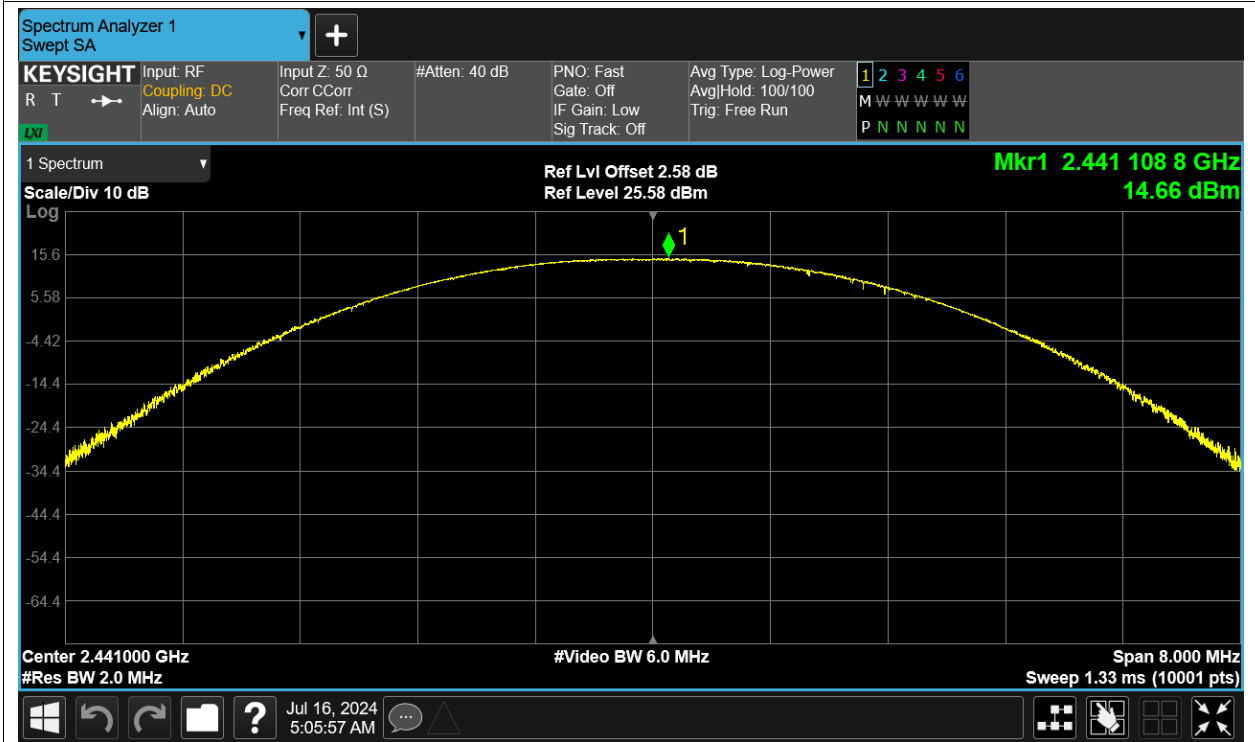 Spectrum Analyzer 1
Swept SA
KEYSIGHT
R T
LXI
Input: RF
Coupling: DC
Align: Auto
Input Z: 50 Ω
Corr CCorr
Freq Ref: Int (S)
#Atten: 40 dB
PNO: Fast
Gate: Off
IF Gain: Low
Sig Track: Off
Avg Type: Log-Power
Avg|Hold: 100/100
Trig: Free Run
1 2 3 4 5 6
M W W W W W
P N N N N N
1 Spectrum
Scale/Div 10 dB
Log
Ref Lvl Offset 2.58 dB
Ref Level 25.58 dBm
Mkr1 2.441 108 8 GHz
14.66 dBm
1
15.6
5.58
-4.42
-14.4
-24.4
-34.4
-44.4
-54.4
-64.4
Center 2.441000 GHz
#Video BW 6.0 MHz
Span 8.000 MHz
#Res BW 2.0 MHz
Sweep 1.33 ms (10001 pts)
?
Jul 16, 2024
5:05:57 AM